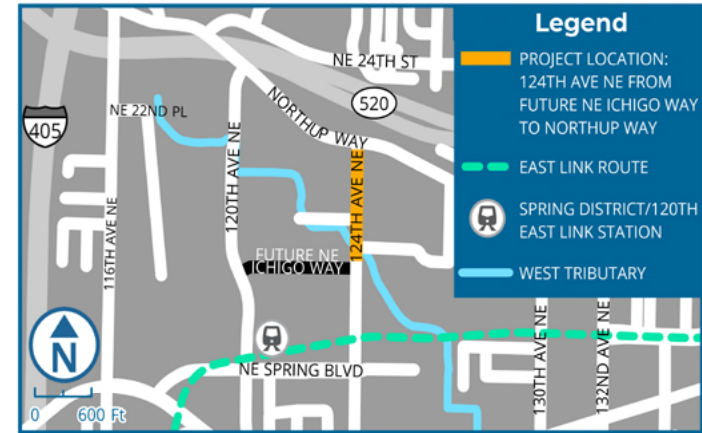 Legend
PROJECT LOCATION:
124TH AVE NE FROM
FUTURE NE ICHIGO WAY
TO NORTHUP WAY
EAST LINK ROUTE
SPRING DISTRICT/120TH
EAST LINK STATION
WEST TRIBUTARY
NE 24TH ST
520
NORTHUP WAY
405
NE 22ND PL
116TH AVE NE
120TH AVE NE
124TH AVE NE
FUTURE NE
ICHIGO WAY
NE SPRING BLVD
130TH AVE NE
132ND AVE NE
N
0 600 Ft